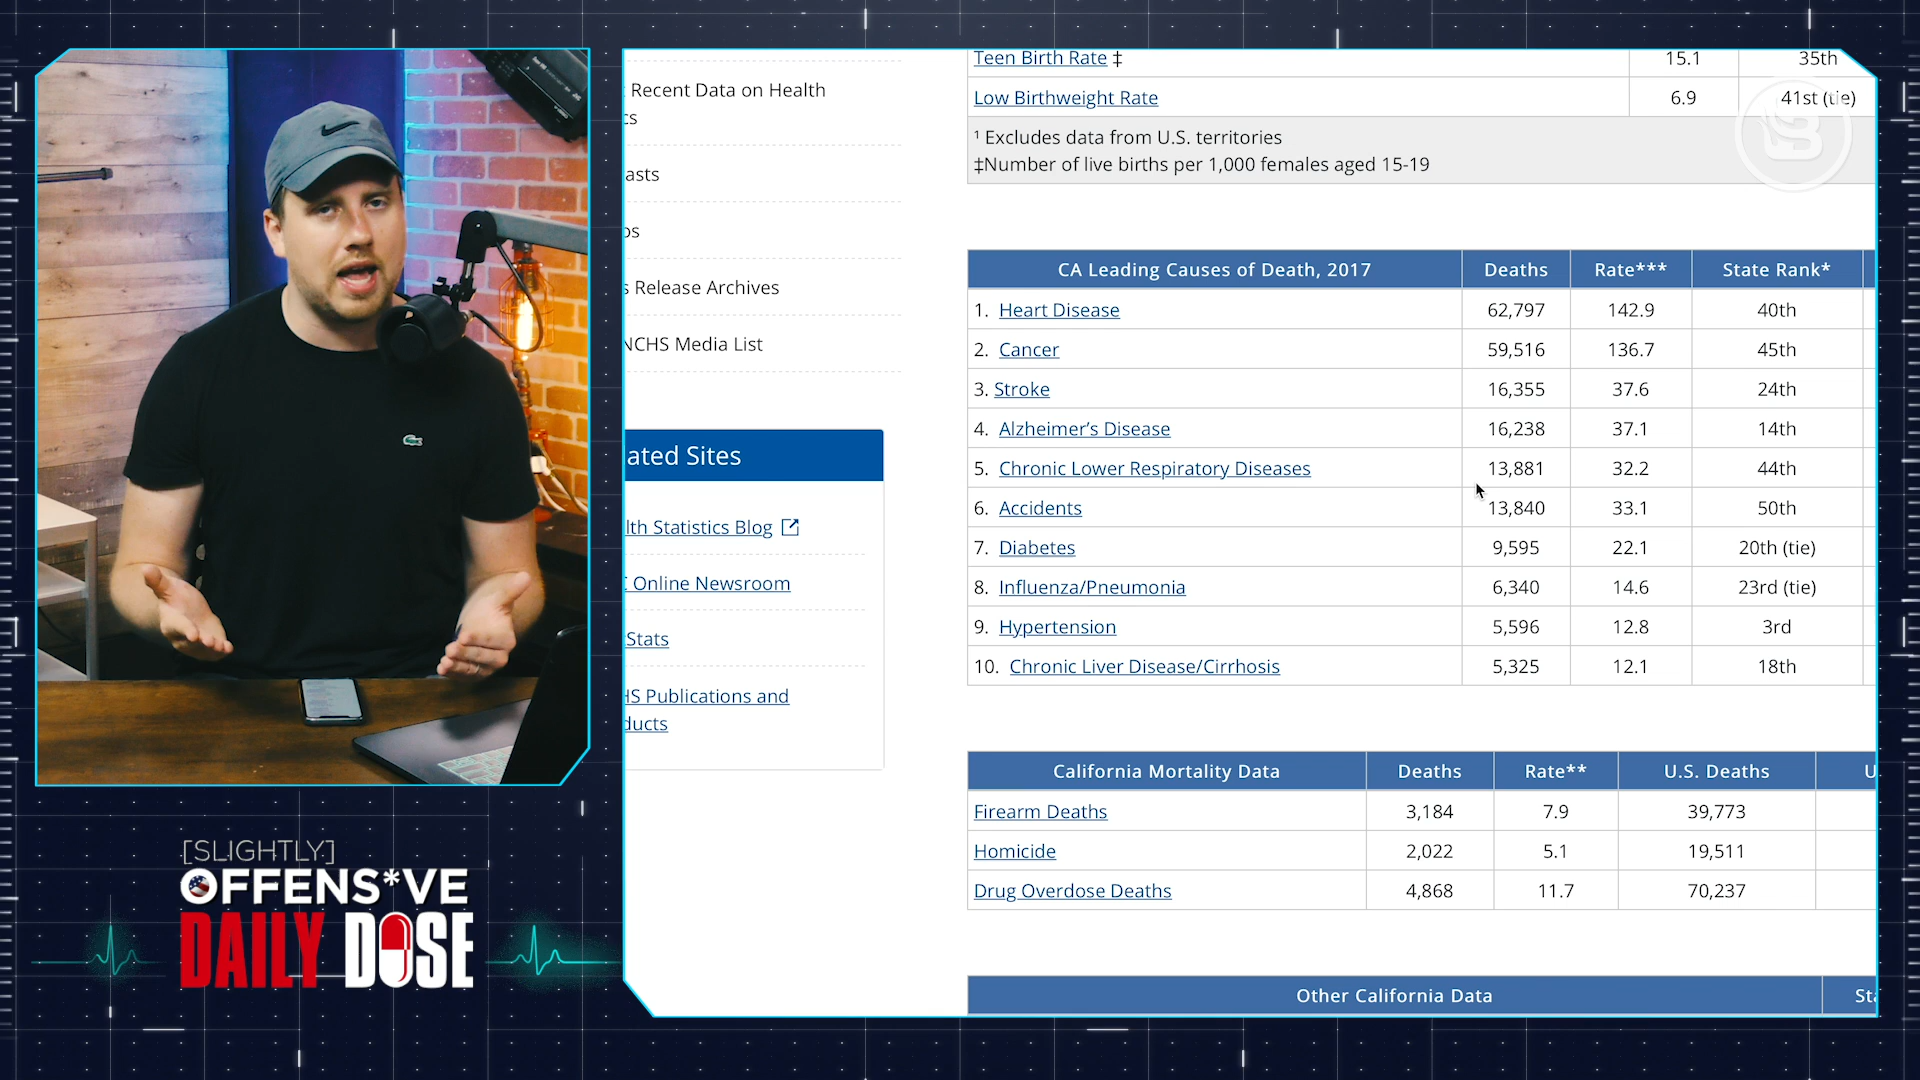 [SLIGHTLY]
OFFENS*VE
DAILY DOSE
Recent Data on Health
cs
asts
os
s Release Archives
NCHS Media List
ated Sites
lth Statistics Blog
C Online Newsroom
Stats
HS Publications and
ducts
Teen Birth Rate ‡ 15.1 35th
Low Birthweight Rate 6.9 41st (tie)
¹ Excludes data from U.S. territories
‡Number of live births per 1,000 females aged 15-19
CA Leading Causes of Death, 2017 Deaths Rate*** State Rank*
1. Heart Disease 62,797 142.9 40th
2. Cancer 59,516 136.7 45th
3. Stroke 16,355 37.6 24th
4. Alzheimer’s Disease 16,238 37.1 14th
5. Chronic Lower Respiratory Diseases 13,881 32.2 44th
6. Accidents 13,840 33.1 50th
7. Diabetes 9,595 22.1 20th (tie)
8. Influenza/Pneumonia 6,340 14.6 23rd (tie)
9. Hypertension 5,596 12.8 3rd
10. Chronic Liver Disease/Cirrhosis 5,325 12.1 18th
California Mortality Data Deaths Rate** U.S. Deaths U
Firearm Deaths 3,184 7.9 39,773
Homicide 2,022 5.1 19,511
Drug Overdose Deaths 4,868 11.7 70,237
Other California Data Sta